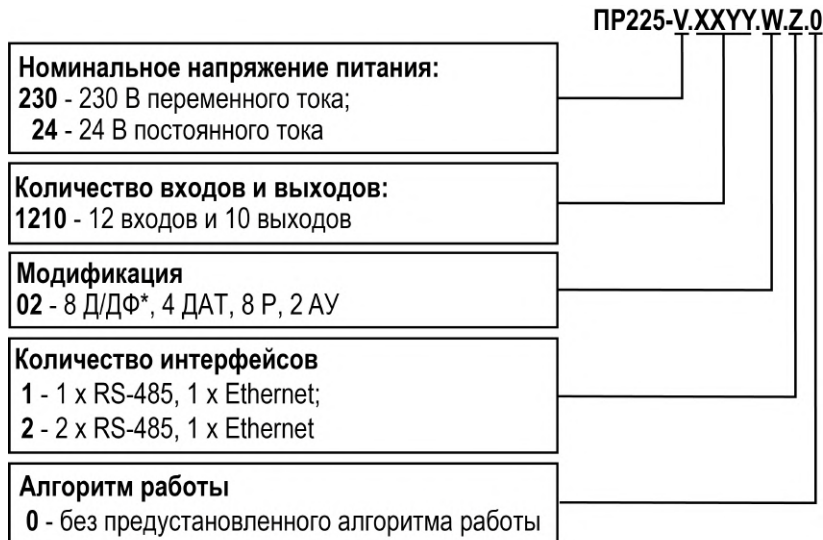 ПР225-V.XXYY.W.Z.0
Номинальное напряжение питания:
230 - 230 В переменного тока;
24 - 24 В постоянного тока
Количество входов и выходов:
1210 - 12 входов и 10 выходов
Модификация
02 - 8 Д/ДФ*, 4 ДАТ, 8 Р, 2 АУ
Количество интерфейсов
1 - 1 x RS-485, 1 x Ethernet;
2 - 2 x RS-485, 1 x Ethernet
Алгоритм работы
0 - без предустановленного алгоритма работы